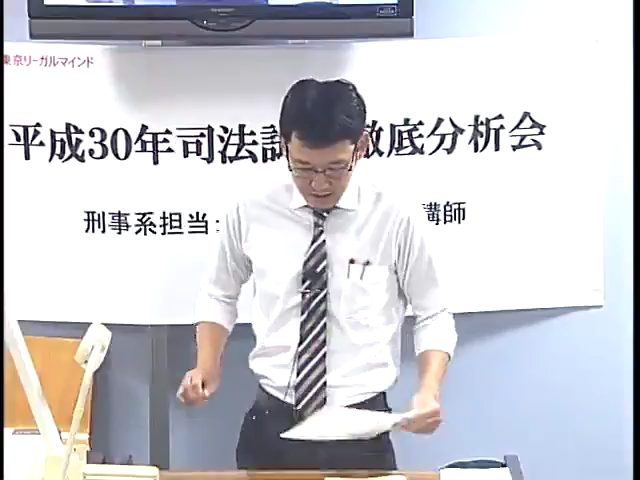 東京リーガルマインド
平成30年司法試 徹底分析会
刑事系担当: 講師